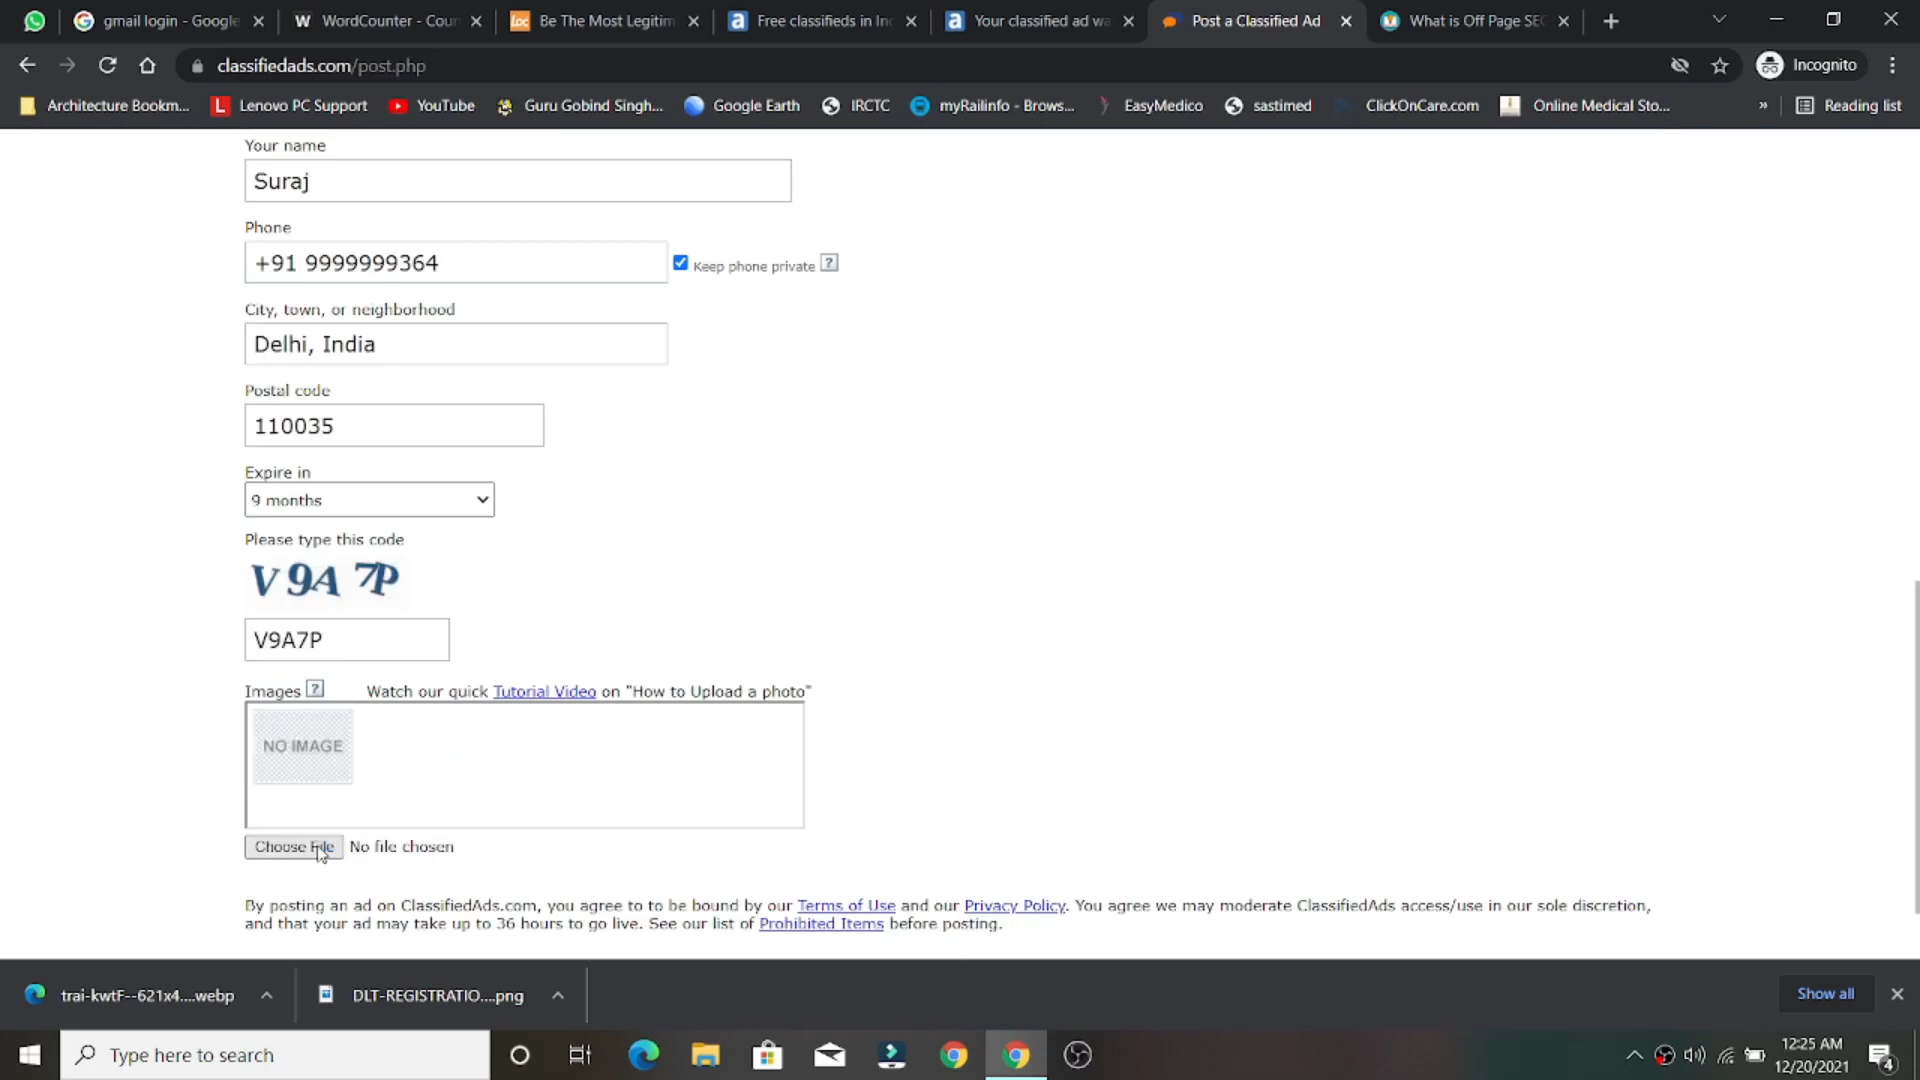 gmail login - Google
WordCounter - Coun
Be The Most Legitim
Free classifieds in Inc
Your classified ad wa
Post a Classified Ad
What is Off Page SEO
classifiedads.com/post.php
Incognito
Architecture Bookm...
Lenovo PC Support
YouTube
Guru Gobind Singh...
Google Earth
IRCTC
myRailinfo - Brows...
EasyMedico
sastimed
ClickOnCare.com
Online Medical Sto...
»
Reading list
Your name
Suraj
Phone
+91 9999999364
Keep phone private ?
City, town, or neighborhood
Delhi, India
Postal code
110035
Expire in
9 months
Please type this code
V9A7P
V9A7P
Images ? Watch our quick Tutorial Video on "How to Upload a photo"
NO IMAGE
Choose File No file chosen
By posting an ad on ClassifiedAds.com, you agree to to be bound by our Terms of Use and our Privacy Policy. You agree we may moderate ClassifiedAds access/use in our sole discretion,
and that your ad may take up to 36 hours to go live. See our list of Prohibited Items before posting.
trai-kwtF--621x4....webp
DLT-REGISTRATIO....png
Show all
Type here to search
12:25 AM
12/20/2021
4